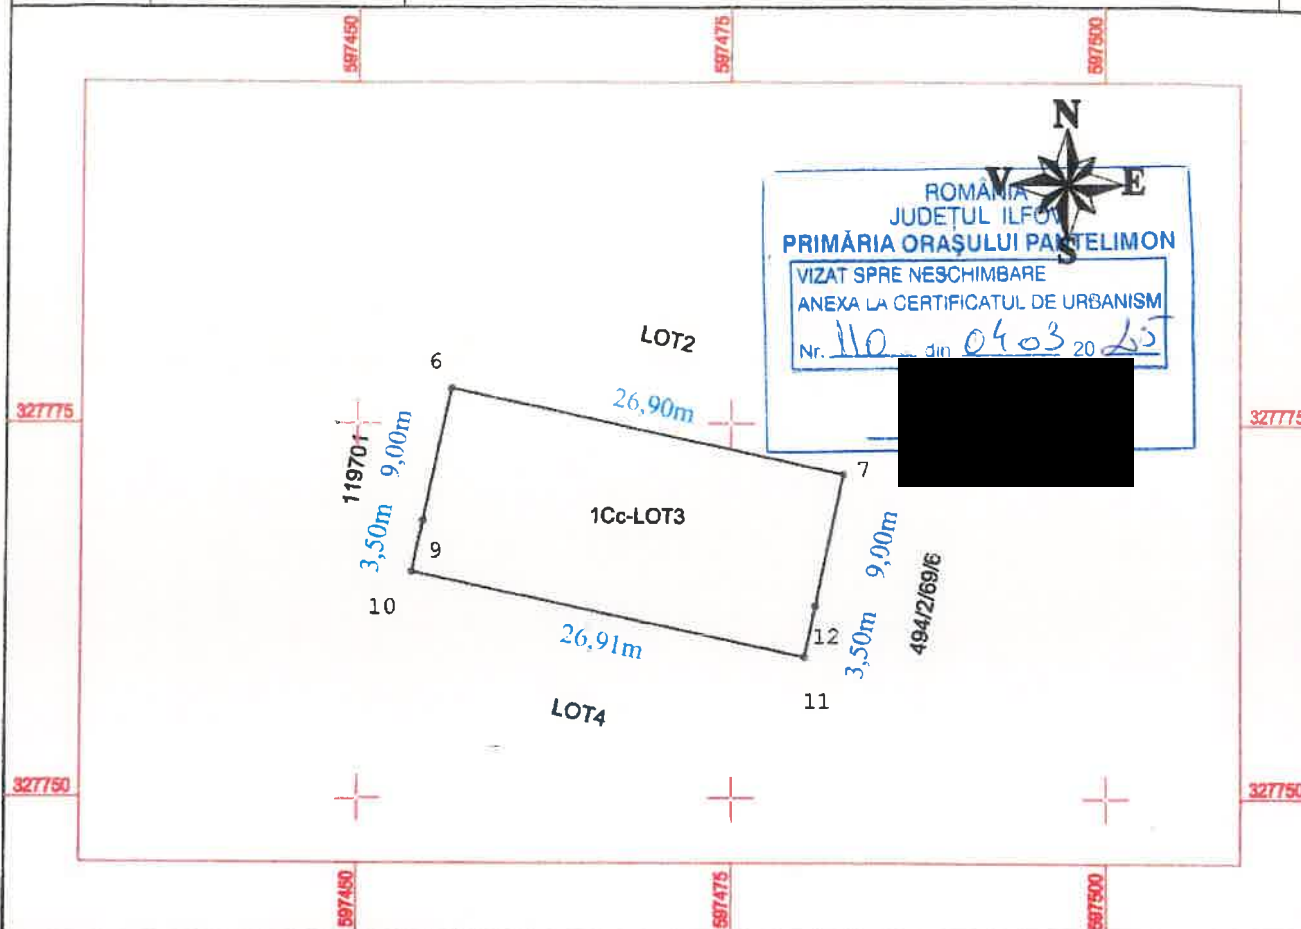 597450
597475
597500
N
V
E
S
ROMÂNIA
JUDEȚUL ILFOV
PRIMĂRIA ORAȘULUI PANTELIMON
VIZAT SPRE NESCHIMBARE
ANEXA LA CERTIFICATUL DE URBANISM
Nr. 110 din 04 03 20 25
LOT2
6
26,90m
327775
327775
119701
9,00m
7
1Cc-LOT3
3,50m
9
9,00m
494/2/69/6
10
26,91m
12
3,50m
11
LOT4
327750
327750
597450
597475
597500